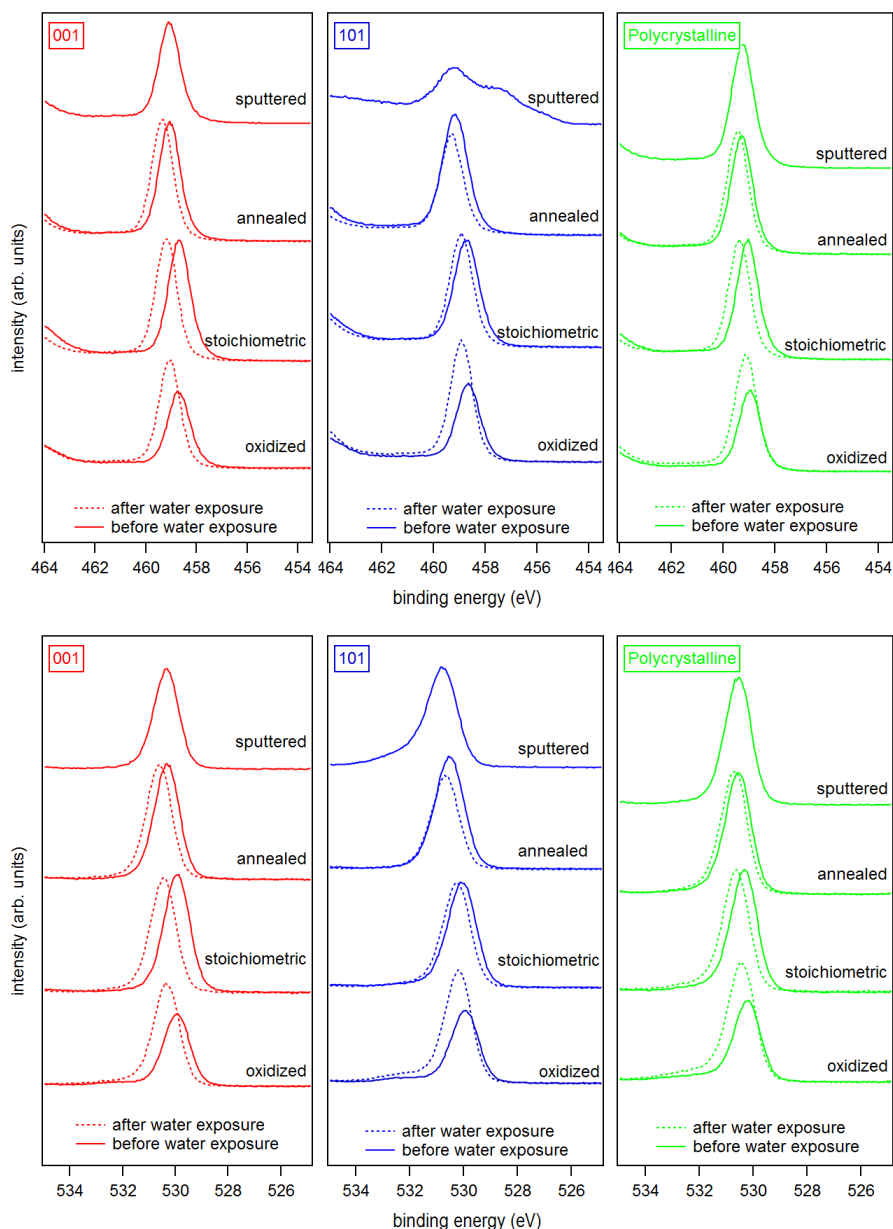 001
101
Polycrystalline
sputtered
sputtered
sputtered
annealed
annealed
annealed
intensity (arb. units)
stoichiometric
stoichiometric
stoichiometric
oxidized
oxidized
oxidized
after water exposure
after water exposure
after water exposure
before water exposure
before water exposure
before water exposure
464 460 458 456 454
464 460 458 456 454
464 460 458 456 454
binding energy (eV)
001
101
Polycrystalline
sputtered
sputtered
sputtered
annealed
annealed
annealed
intensity (arb. units)
stoichiometric
stoichiometric
stoichiometric
oxidized
oxidized
oxidized
after water exposure
after water exposure
after water exposure
before water exposure
before water exposure
before water exposure
534 532 530 528 526
534 532 530 528 526
534 532 530 528 526
binding energy (eV)